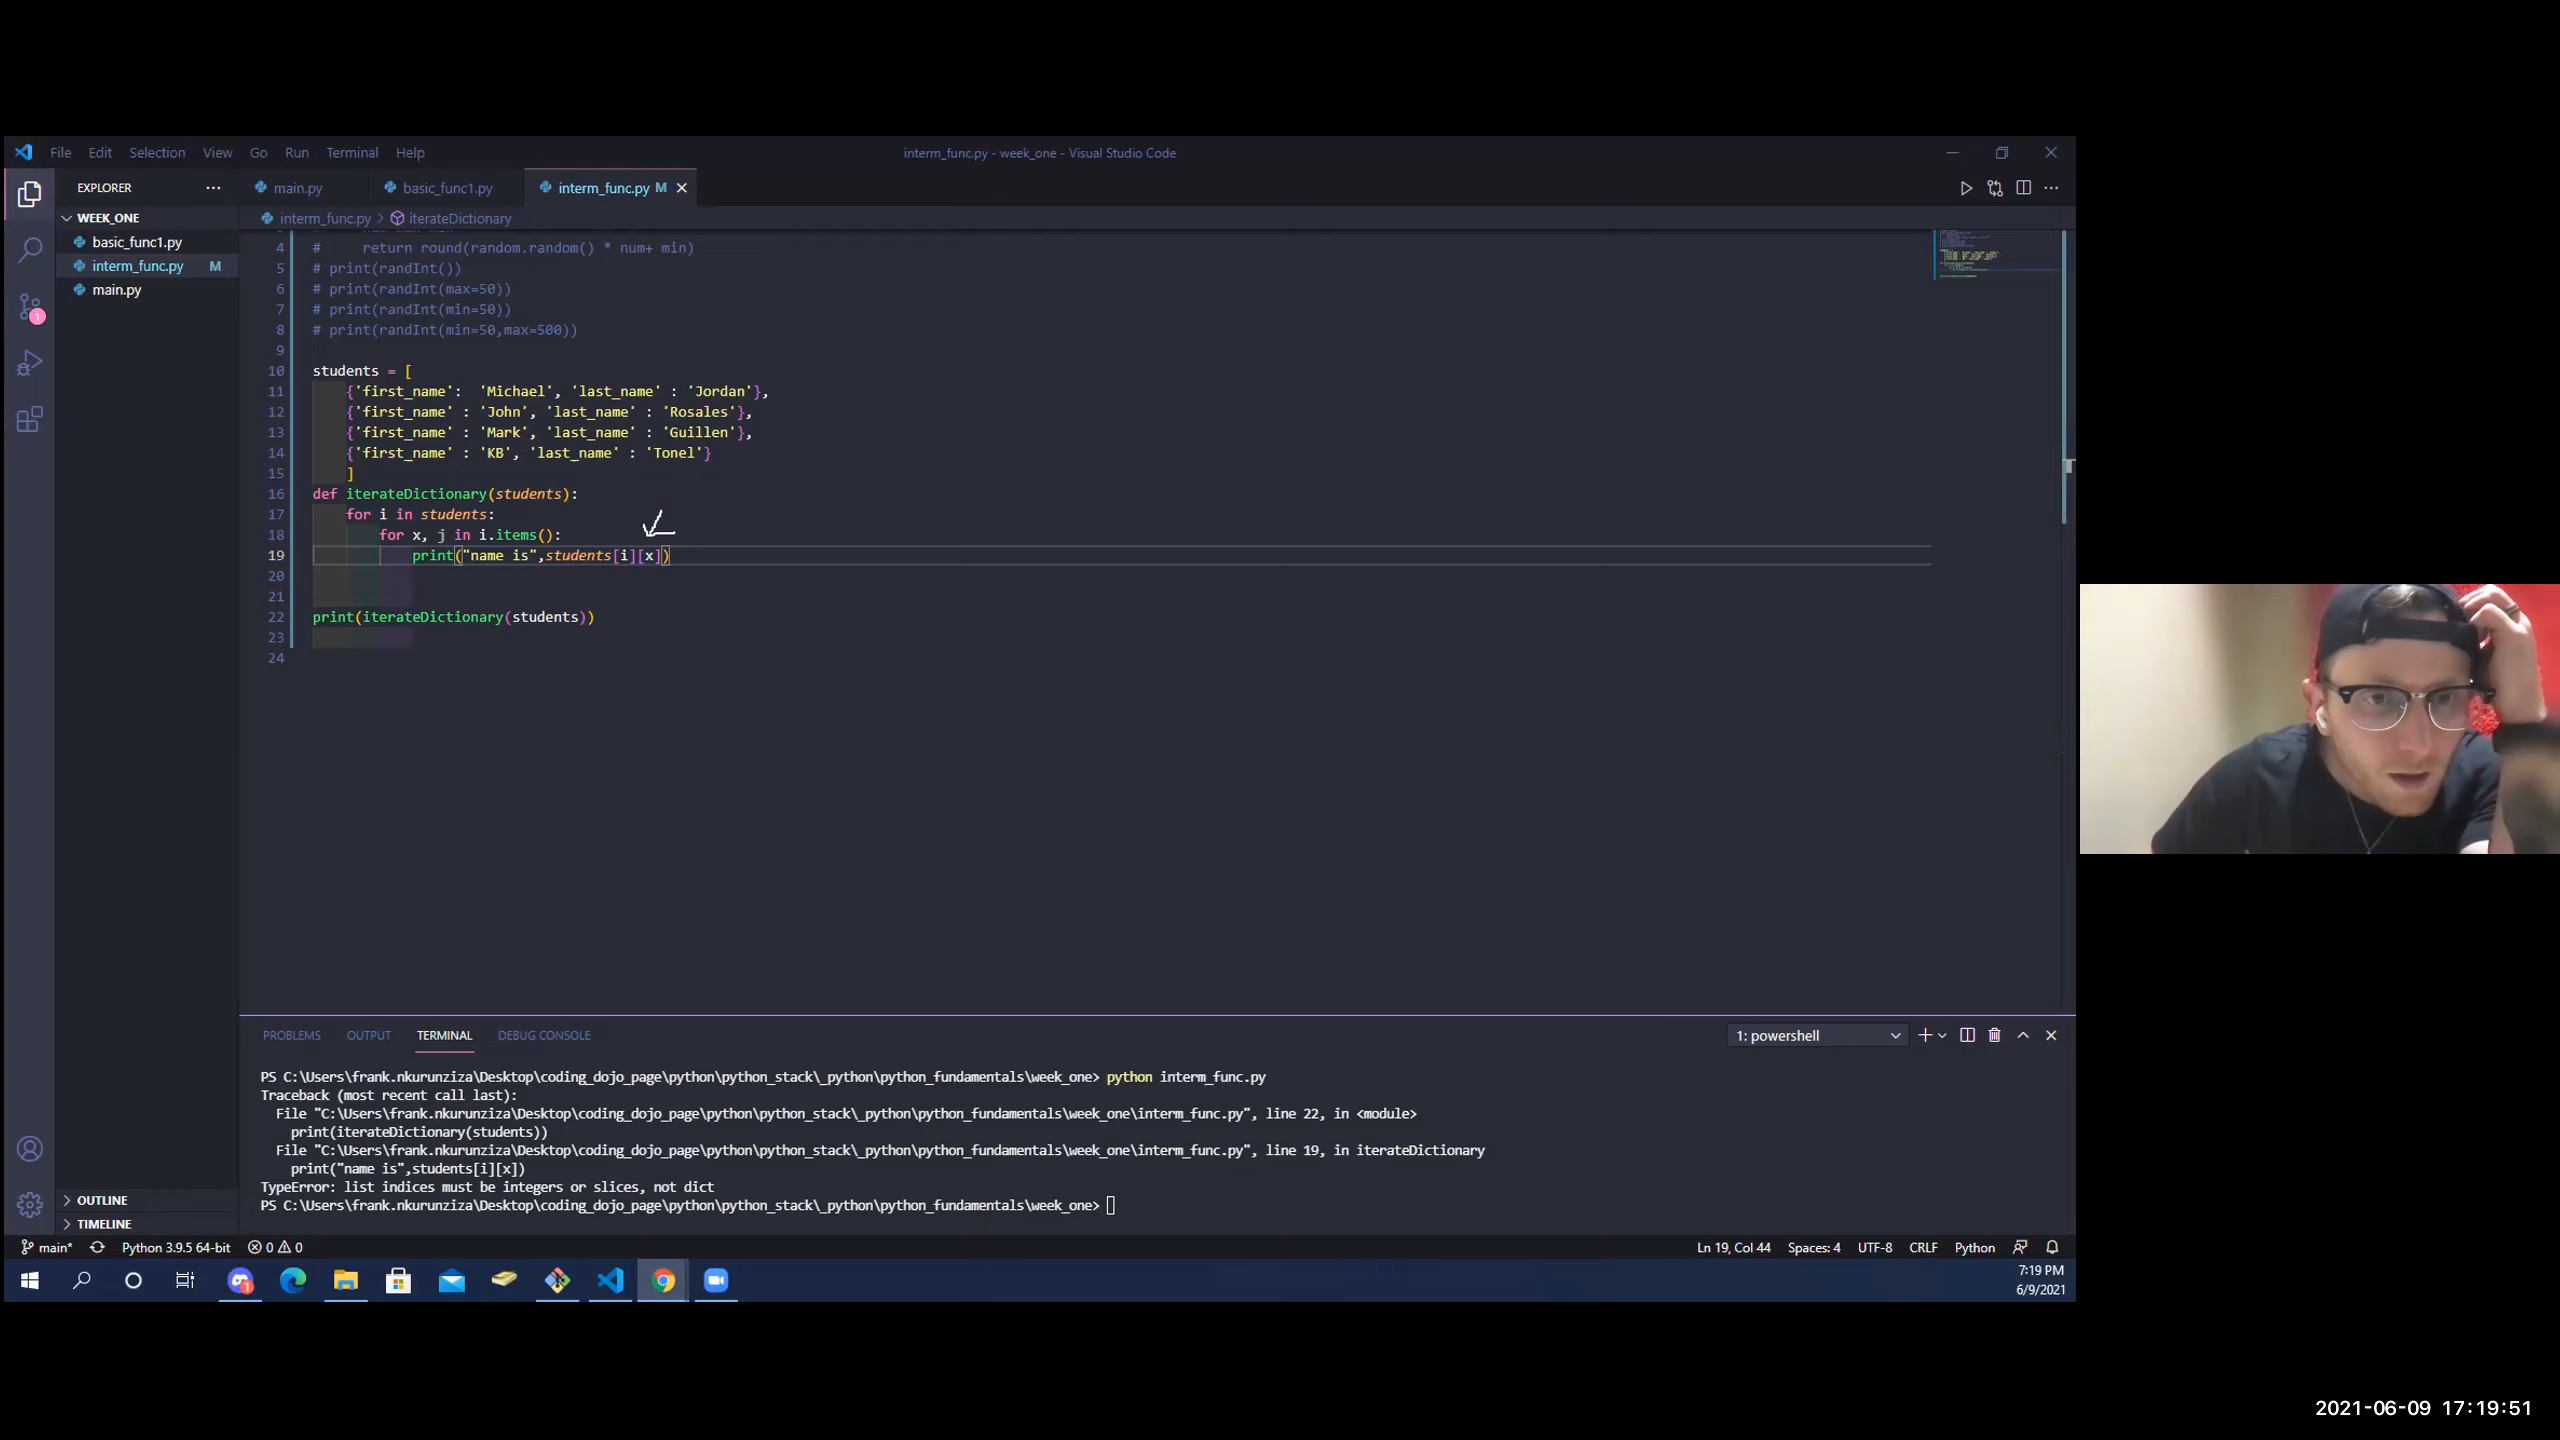 File Edit Selection View Go Run Terminal Help
interm_func.py - week_one - Visual Studio Code
EXPLORER
main.py
basic_func1.py
interm_func.py M
WEEK_ONE
basic_func1.py
interm_func.py M
main.py
interm_func.py > iterateDictionary
4 #     return round(random.random() * num+ min)
5 # print(randInt())
6 # print(randInt(max=50))
7 # print(randInt(min=50))
8 # print(randInt(min=50,max=500))
9
10 students = [
11     {'first_name':  'Michael', 'last_name' : 'Jordan'},
12     {'first_name' : 'John', 'last_name' : 'Rosales'},
13     {'first_name' : 'Mark', 'last_name' : 'Guillen'},
14     {'first_name' : 'KB', 'last_name' : 'Tonel'}
15     ]
16 def iterateDictionary(students):
17     for i in students:
18         for x, j in i.items():
19             print("name is",students[i][x])
20
21
22 print(iterateDictionary(students))
23
24
PROBLEMS OUTPUT TERMINAL DEBUG CONSOLE
1: powershell
PS C:\Users\frank.nkurunziza\Desktop\coding_dojo_page\python\python_stack\_python\python_fundamentals\week_one> python interm_func.py
Traceback (most recent call last):
  File "C:\Users\frank.nkurunziza\Desktop\coding_dojo_page\python\python_stack\_python\python_fundamentals\week_one\interm_func.py", line 22, in <module>
    print(iterateDictionary(students))
  File "C:\Users\frank.nkurunziza\Desktop\coding_dojo_page\python\python_stack\_python\python_fundamentals\week_one\interm_func.py", line 19, in iterateDictionary
    print("name is",students[i][x])
TypeError: list indices must be integers or slices, not dict
PS C:\Users\frank.nkurunziza\Desktop\coding_dojo_page\python\python_stack\_python\python_fundamentals\week_one>
OUTLINE
TIMELINE
main* Python 3.9.5 64-bit 0 0
Ln 19, Col 44 Spaces: 4 UTF-8 CRLF Python
7:19 PM
6/9/2021
2021-06-09 17:19:51